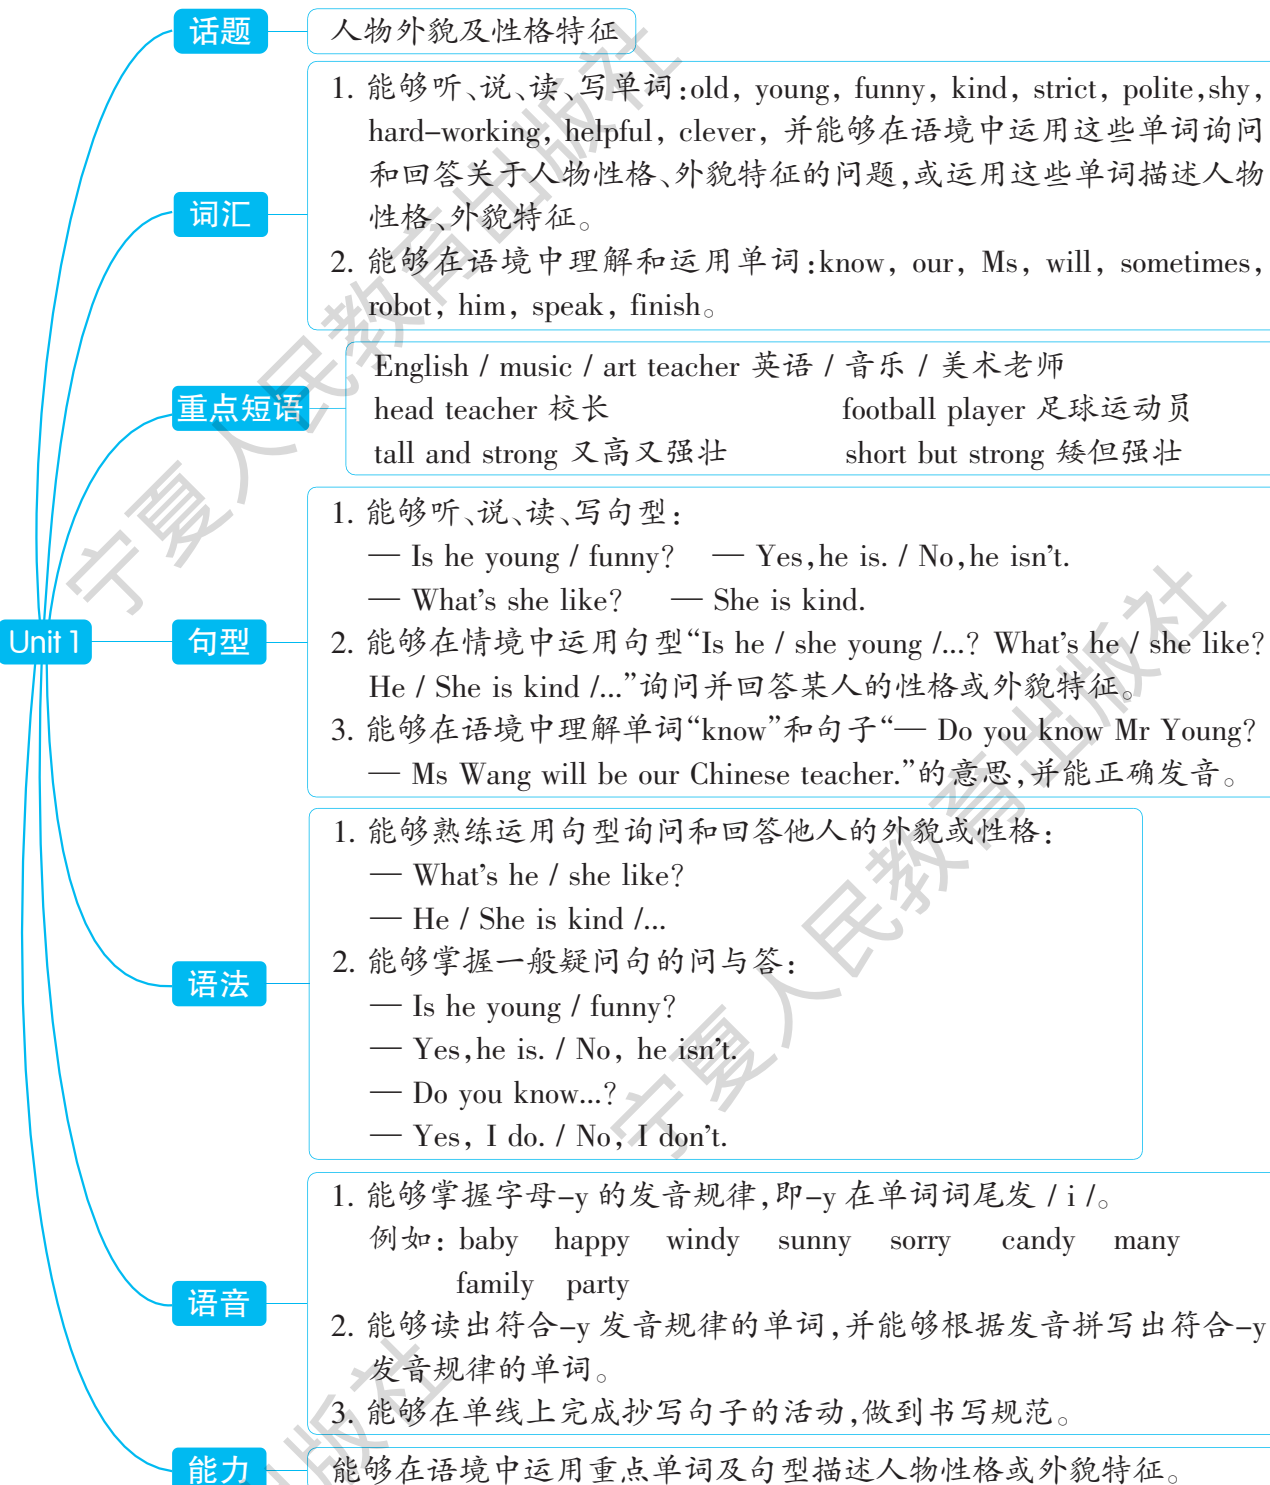 话题
人物外貌及性格特征
词汇
1. 能够听、说、读、写单词:old, young, funny, kind, strict, polite,shy,
hard-working, helpful, clever, 并能够在语境中运用这些单词询问
和回答关于人物性格、外貌特征的问题,或运用这些单词描述人物
性格、外貌特征。
2. 能够在语境中理解和运用单词:know, our, Ms, will, sometimes,
robot, him, speak, finish。
重点短语
English / music / art teacher 英语 / 音乐 / 美术老师
head teacher 校长 football player 足球运动员
tall and strong 又高又强壮 short but strong 矮但强壮
Unit 1
句型
1. 能够听、说、读、写句型:
— Is he young / funny? — Yes,he is. / No,he isn't.
— What's she like? — She is kind.
2. 能够在情境中运用句型“Is he / she young /...? What's he / she like?
He / She is kind /...”询问并回答某人的性格或外貌特征。
3. 能够在语境中理解单词“know”和句子“— Do you know Mr Young?
— Ms Wang will be our Chinese teacher.”的意思,并能正确发音。
语法
1. 能够熟练运用句型询问和回答他人的外貌或性格:
— What's he / she like?
— He / She is kind /...
2. 能够掌握一般疑问句的问与答:
— Is he young / funny?
— Yes,he is. / No, he isn't.
— Do you know...?
— Yes, I do. / No, I don't.
语音
1. 能够掌握字母-y 的发音规律,即-y 在单词词尾发 / i /。
例如: baby happy windy sunny sorry candy many
family party
2. 能够读出符合-y 发音规律的单词,并能够根据发音拼写出符合-y
发音规律的单词。
3. 能够在单线上完成抄写句子的活动,做到书写规范。
能力
能够在语境中运用重点单词及句型描述人物性格或外貌特征。
宁夏人民教育出版社
宁夏人民教育出版社
出版社